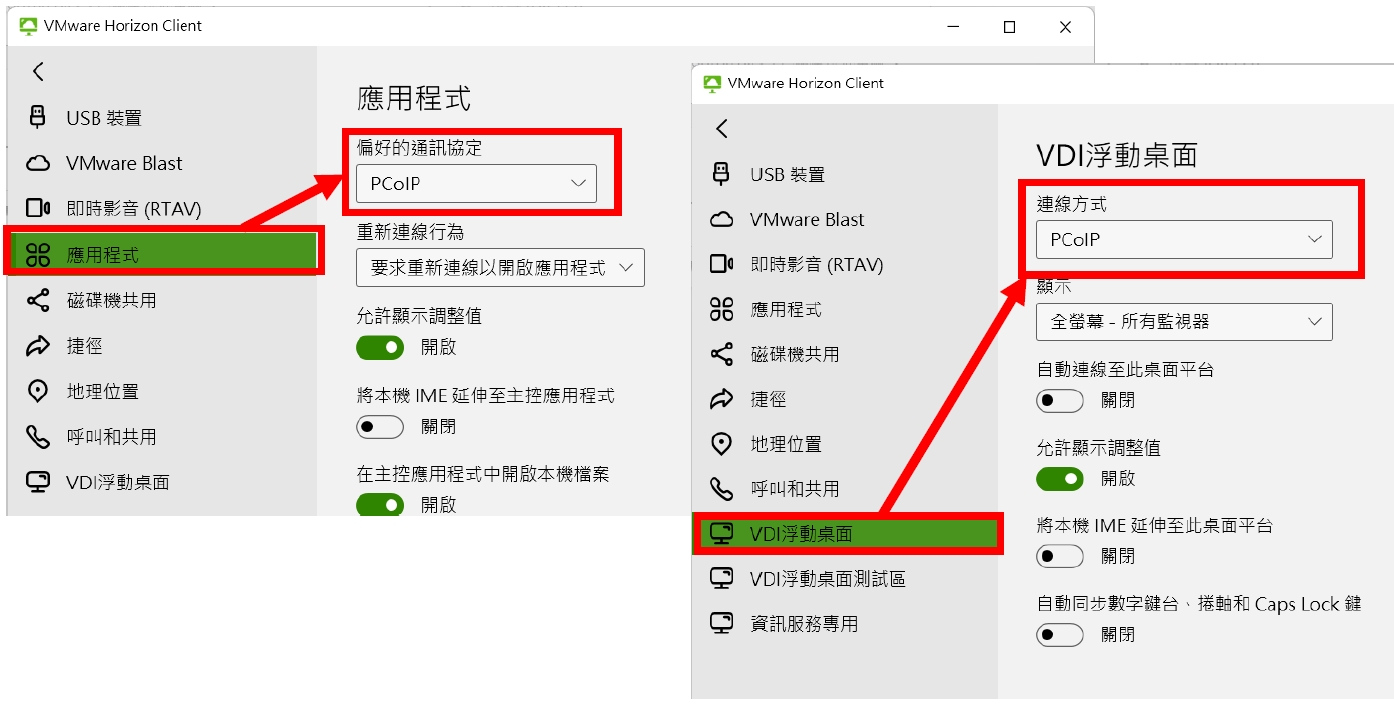 VMware Horizon Client
USB 裝置
VMware Blast
即時影音 (RTAV)
應用程式
磁碟機共用
捷徑
地理位置
呼叫和共用
VDI浮動桌面
應用程式
偏好的通訊協定
PCoIP
重新連線行為
要求重新連線以開啟應用程式
允許顯示調整值
開啟
將本機 IME 延伸至主控應用程式
關閉
在主控應用程式中開啟本機檔案
開啟
VMware Horizon Client
USB 裝置
VMware Blast
即時影音 (RTAV)
應用程式
磁碟機共用
捷徑
地理位置
呼叫和共用
VDI浮動桌面
VDI浮動桌面測試區
資訊服務專用
VDI浮動桌面
連線方式
PCoIP
顯示
全螢幕 - 所有監視器
自動連線至此桌面平台
關閉
允許顯示調整值
開啟
將本機 IME 延伸至此桌面平台
關閉
自動同步數字鍵台、捲軸和 Caps Lock 鍵
關閉